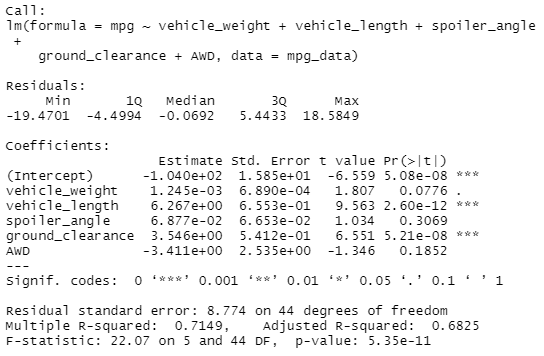 Call:
lm(formula = mpg ~ vehicle_weight + vehicle_length + spoiler_angle
+
ground_clearance + AWD, data = mpg_data)
Residuals:
Min 1Q Median 3Q Max
-19.4701 -4.4994 -0.0692 5.4433 18.5849
Coefficients:
Estimate Std. Error t value Pr(>|t|)
(Intercept) -1.040e+02 1.585e+01 -6.559 5.08e-08 ***
vehicle_weight 1.245e-03 6.890e-04 1.807 0.0776 .
vehicle_length 6.267e+00 6.553e-01 9.563 2.60e-12 ***
spoiler_angle 6.877e-02 6.653e-02 1.034 0.3069
ground_clearance 3.546e+00 5.412e-01 6.551 5.21e-08 ***
AWD -3.411e+00 2.535e+00 -1.346 0.1852
---
Signif. codes: 0 ‘***’ 0.001 ‘**’ 0.01 ‘*’ 0.05 ‘.’ 0.1 ‘ ’ 1
Residual standard error: 8.774 on 44 degrees of freedom
Multiple R-squared: 0.7149, Adjusted R-squared: 0.6825
F-statistic: 22.07 on 5 and 44 DF, p-value: 5.35e-11